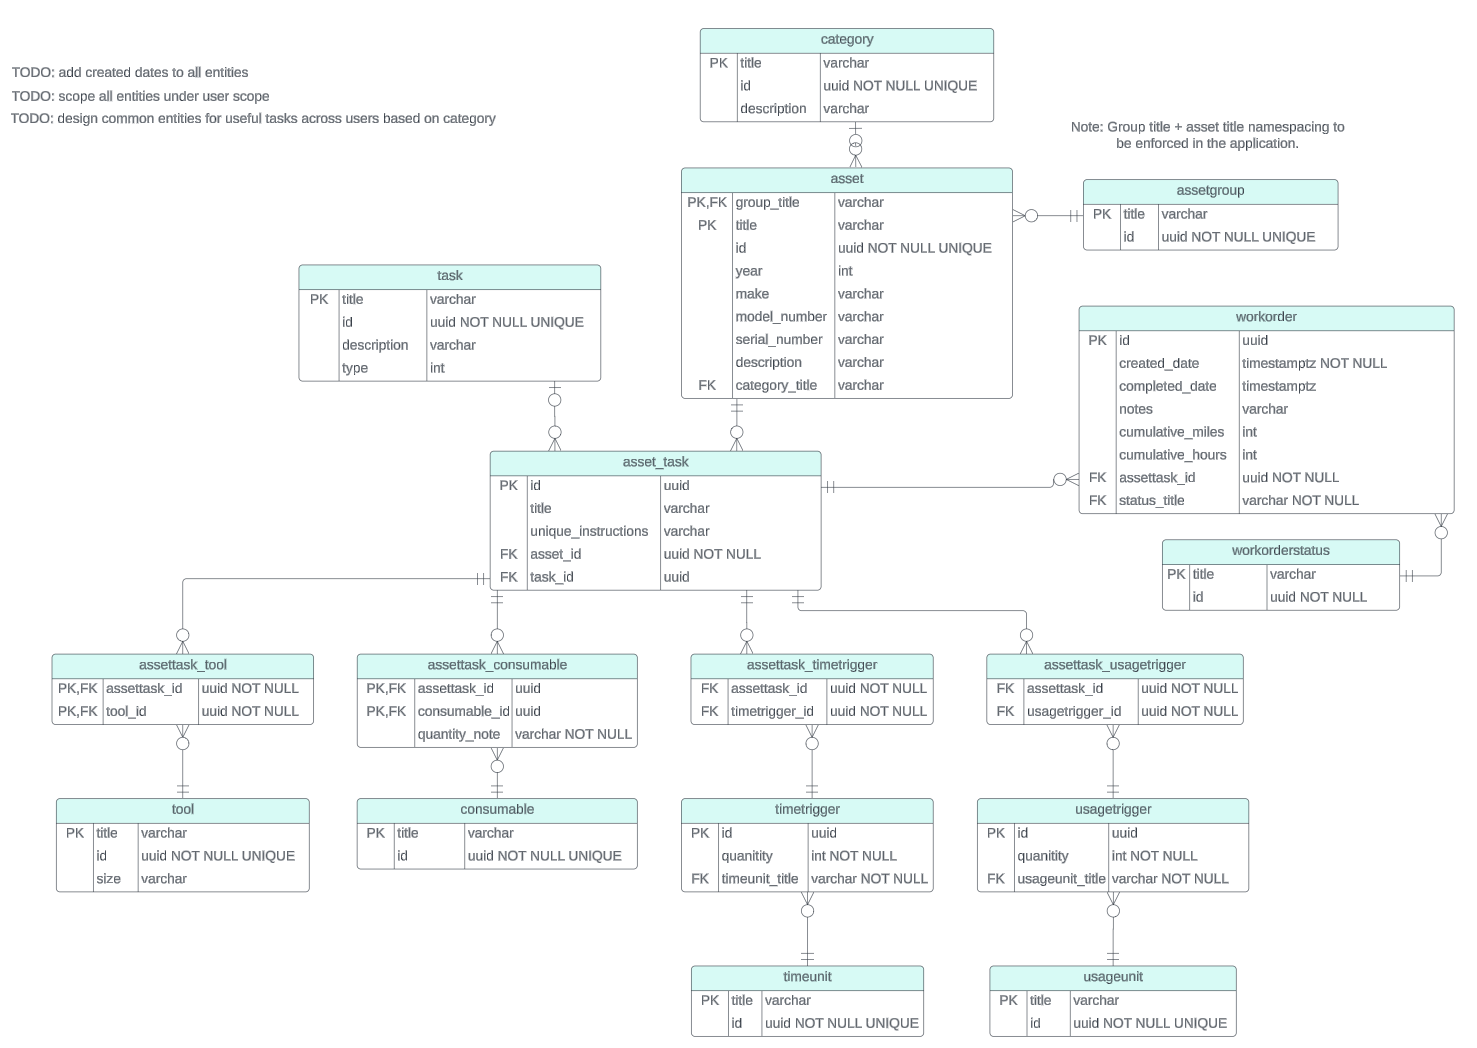 TODO: add created dates to all entities
TODO: scope all entities under user scope
TODO: design common entities for useful tasks across users based on category
category
PK title varchar
id uuid NOT NULL UNIQUE
description varchar
Note: Group title + asset title namespacing to
be enforced in the application.
asset
PK,FK group_title varchar
PK title varchar
id uuid NOT NULL UNIQUE
year int
make varchar
model_number varchar
serial_number varchar
description varchar
FK category_title varchar
assetgroup
PK title varchar
id uuid NOT NULL UNIQUE
task
PK title varchar
id uuid NOT NULL UNIQUE
description varchar
type int
workorder
PK id uuid
created_date timestamptz NOT NULL
completed_date timestamptz
notes varchar
cumulative_miles int
cumulative_hours int
FK assettask_id uuid NOT NULL
FK status_title varchar NOT NULL
asset_task
PK id uuid
title varchar
unique_instructions varchar
FK asset_id uuid NOT NULL
FK task_id uuid
workorderstatus
PK title varchar
id uuid NOT NULL
assettask_tool
PK,FK assettask_id uuid NOT NULL
PK,FK tool_id uuid NOT NULL
assettask_consumable
PK,FK assettask_id uuid
PK,FK consumable_id uuid
quantity_note varchar NOT NULL
assettask_timetrigger
FK assettask_id uuid NOT NULL
FK timetrigger_id uuid NOT NULL
assettask_usagetrigger
FK assettask_id uuid NOT NULL
FK usagetrigger_id uuid NOT NULL
tool
PK title varchar
id uuid NOT NULL UNIQUE
size varchar
consumable
PK title varchar
id uuid NOT NULL UNIQUE
timetrigger
PK id uuid
quanitity int NOT NULL
FK timeunit_title varchar NOT NULL
usagetrigger
PK id uuid
quanitity int NOT NULL
FK usageunit_title varchar NOT NULL
timeunit
PK title varchar
id uuid NOT NULL UNIQUE
usageunit
PK title varchar
id uuid NOT NULL UNIQUE